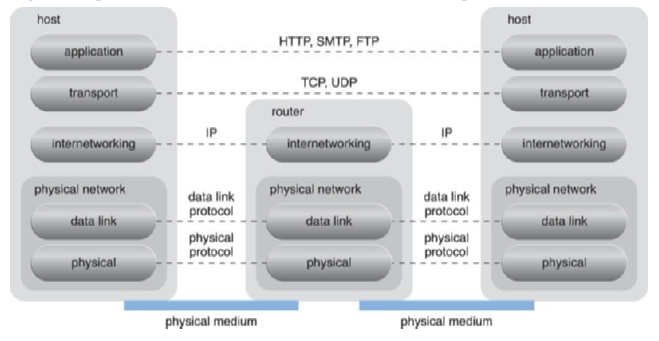 host
host
application
HTTP, SMTP, FTP
application
transport
TCP, UDP
transport
router
internetworking
IP
internetworking
IP
internetworking
physical network
physical network
physical network
data link
protocol
data link
protocol
data link
data link
data link
physical
protocol
physical
protocol
physical
physical
physical
physical medium
physical medium